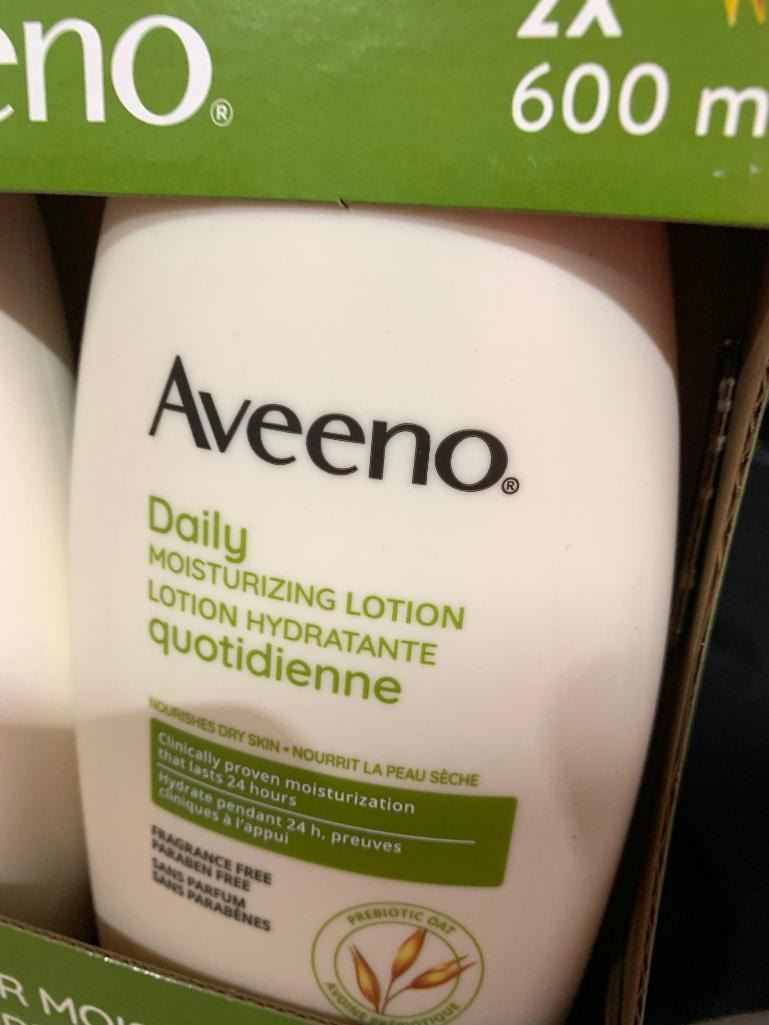 eno®
2X
600 m
Aveeno®
Daily
MOISTURIZING LOTION
LOTION HYDRATANTE
quotidienne
NOURISHES DRY SKIN • NOURRIT LA PEAU SÈCHE
Clinically proven moisturization
that lasts 24 hours
Hydrate pendant 24 h, preuves
cliniques à l'appui
FRAGRANCE FREE
PARABEN FREE
SANS PARFUM
SANS PARABÈNES
PREBIOTIC OAT
AVOINE PRÉBIOTIQUE
R MOI